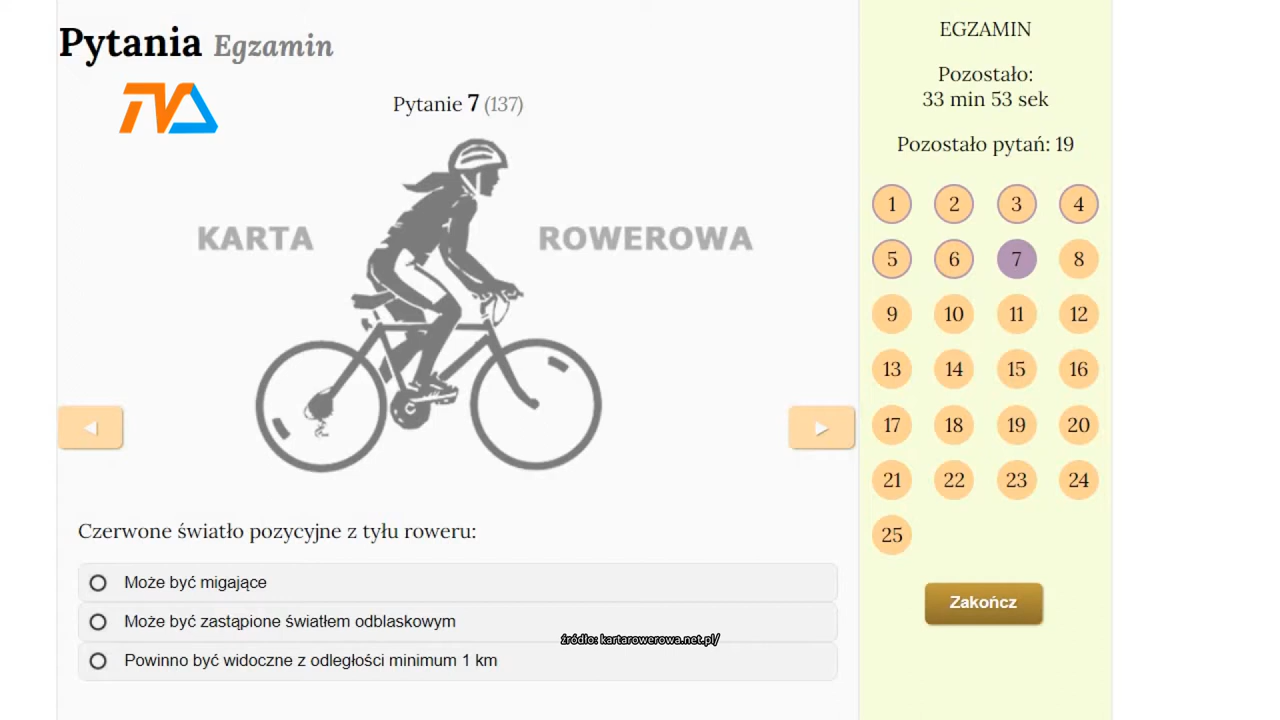 Pytania Egzamin
TVA
Pytanie 7 (137)
KARTA ROWEROWA
◄
►
Czerwone światło pozycyjne z tyłu roweru:
Może być migające
Może być zastąpione światłem odblaskowym
źródło: kartarowerowa.net.pl/
Powinno być widoczne z odległości minimum 1 km
EGZAMIN
Pozostało:
33 min 53 sek
Pozostało pytań: 19
1 2 3 4
5 6 7 8
9 10 11 12
13 14 15 16
17 18 19 20
21 22 23 24
25
Zakończ